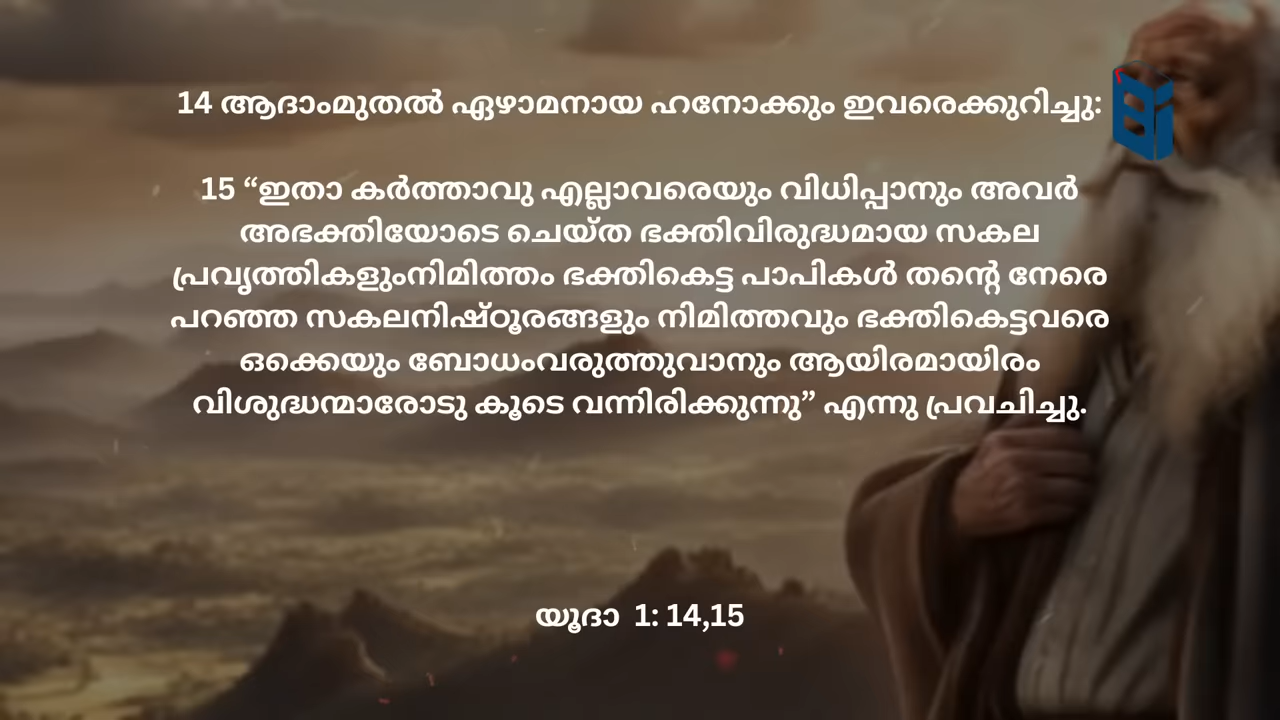 14 ആദാംമുതൽ ഏഴാമനായ ഹനോക്കും ഇവരെക്കുറിച്ചു:
15 “ഇതാ കർത്താവു എല്ലാവരെയും വിധിപ്പാനും അവർ
അഭക്തിയോടെ ചെയ്ത ഭക്തിവിരുദ്ധമായ സകല
പ്രവൃത്തികളുംനിമിത്തം ഭക്തികെട്ട പാപികൾ തന്റെ നേരെ
പറഞ്ഞ സകലനിഷ്ഠൂരങ്ങളും നിമിത്തവും ഭക്തികെട്ടവരെ
ഒക്കെയും ബോധംവരുത്തുവാനും ആയിരമായിരം
വിശുദ്ധന്മാരോടു കൂടെ വന്നിരിക്കുന്നു” എന്നു പ്രവചിച്ചു.
യൂദാ 1: 14,15